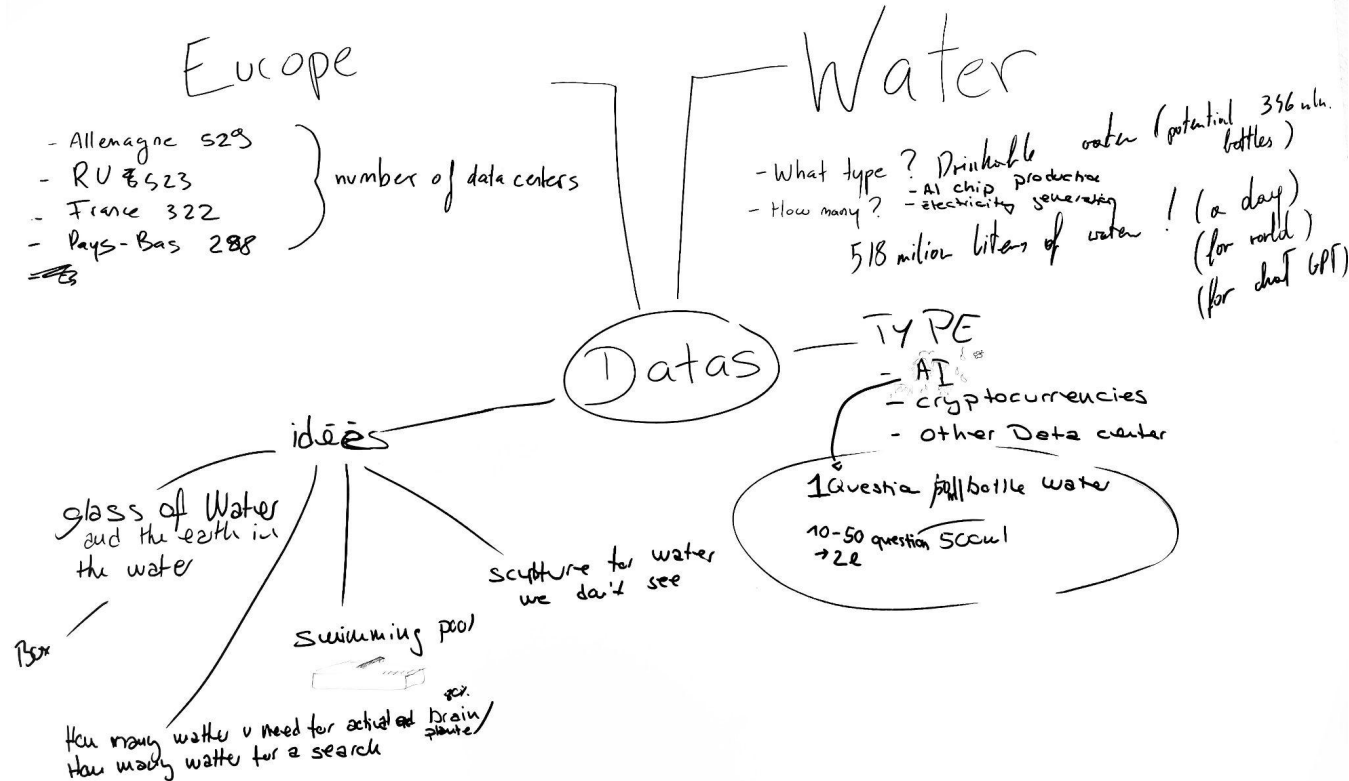 Europe
- Allemagne 529
- RU 523
- France 322
- Pays-Bas 288
number of data centers
Water
- What type ? Drinkable water (potential 346 mln. bottles)
- AI chip production
- électricity generation
- How many ?
518 milion liters of water ! (a day)
(for world)
(for chat GPT)
Datas
TYPE
- AI
- cryptocurrencies
- other Data center
1 Question bottle water
10-50 question 500ml
→ 2l
idées
glass of Water
and the earth in
the water
Box
Swimming pool
sculpture for water
we don't see
How many watter u need for brain /
plante
How many watter for a search